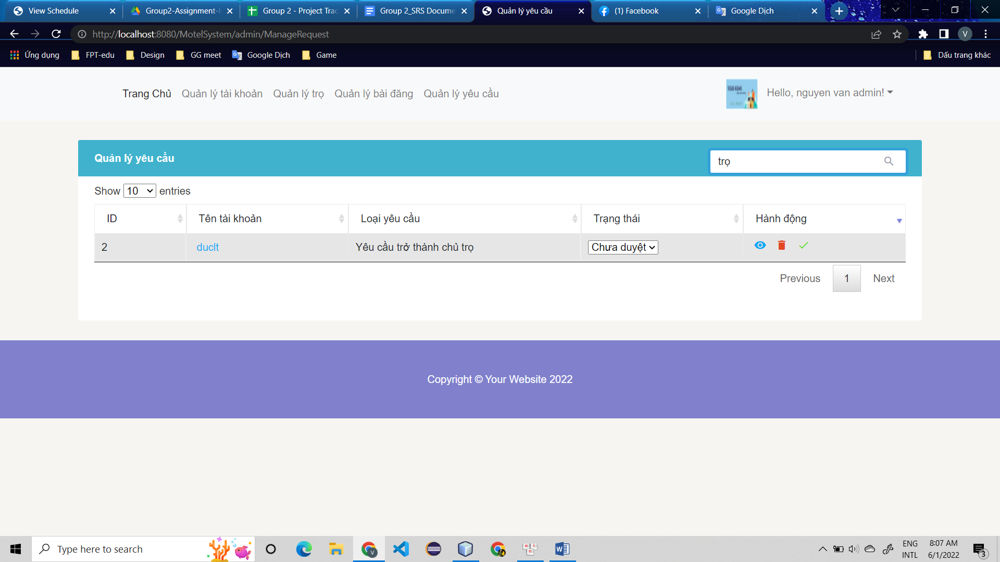 View Schedule
Group2-Assignment-I
Group 2 - Project Trac
Group 2_SRS Docume
Quản lý yêu cầu
(1) Facebook
Google Dịch
http://localhost:8080/MotelSystem/admin/ManageRequest
V
Ứng dụng
FPT-edu
Design
GG meet
Google Dịch
Game
Dấu trang khác
Trang Chủ
Quản lý tài khoản
Quản lý trọ
Quản lý bài đăng
Quản lý yêu cầu
Hello, nguyen van admin!
Quản lý yêu cầu
trọ
Show 10 entries
ID Tên tài khoản Loại yêu cầu Trạng thái Hành động
2 duclt Yêu cầu trở thành chủ trọ Chưa duyệt
Previous 1 Next
Copyright © Your Website 2022
Type here to search
ENG
INTL
8:07 AM
6/1/2022
3